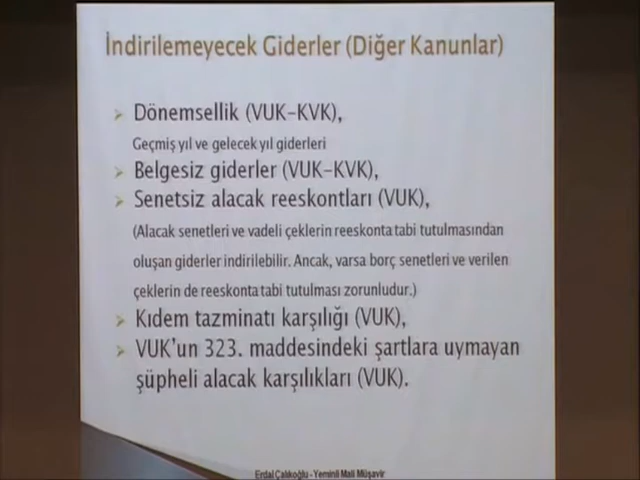 İndirilemeyecek Giderler (Diğer Kanunlar)
Dönemsellik (VUK-KVK),
Geçmiş yıl ve gelecek yıl giderleri
Belgesiz giderler (VUK-KVK),
Senetsiz alacak reeskontları (VUK),
(Alacak senetleri ve vadeli çeklerin reeskonta tabi tutulmasından
oluşan giderler indirilebilir. Ancak, varsa borç senetleri ve verilen
çeklerin de reeskonta tabi tutulması zorunludur.)
Kıdem tazminatı karşılığı (VUK),
VUK'un 323. maddesindeki şartlara uymayan
şüpheli alacak karşılıkları (VUK).
Erdal Çalıkoğlu - Yeminli Mali Müşavir